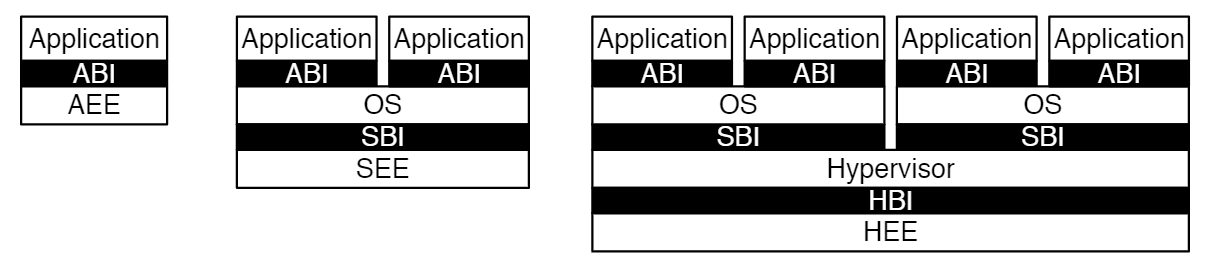 Application
ABI
AEE
Application Application
ABI ABI
OS
SBI
SEE
Application Application Application Application
ABI ABI ABI ABI
OS OS
SBI SBI
Hypervisor
HBI
HEE